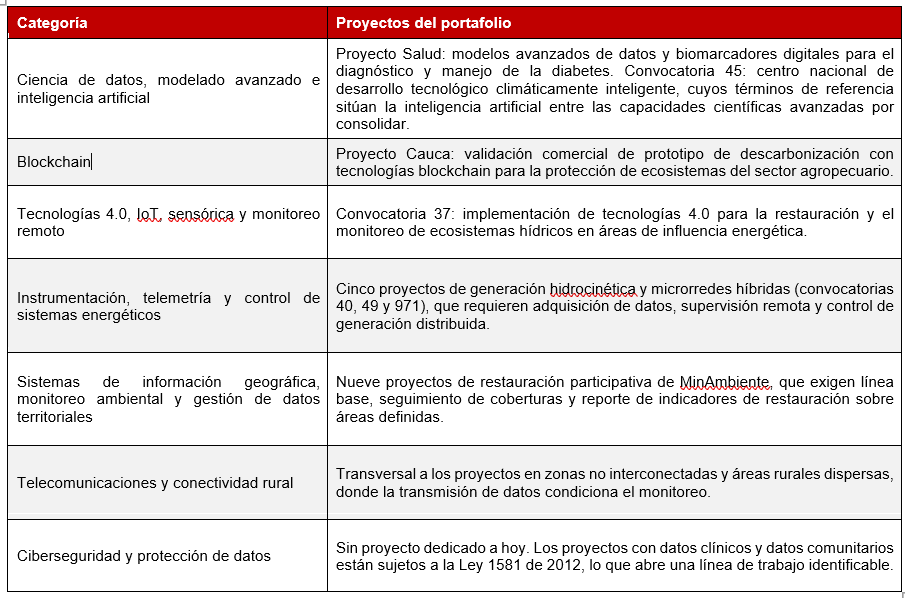 Categoría
Proyectos del portafolio
Ciencia de datos, modelado avanzado e
inteligencia artificial
Proyecto Salud: modelos avanzados de datos y biomarcadores digitales para el
diagnóstico y manejo de la diabetes. Convocatoria 45: centro nacional de
desarrollo tecnológico climáticamente inteligente, cuyos términos de referencia
sitúan la inteligencia artificial entre las capacidades científicas avanzadas por
consolidar.
Blockchain
Proyecto Cauca: validación comercial de prototipo de descarbonización con
tecnologías blockchain para la protección de ecosistemas del sector agropecuario.
Tecnologías 4.0, IoT, sensórica y monitoreo
remoto
Convocatoria 37: implementación de tecnologías 4.0 para la restauración y el
monitoreo de ecosistemas hídricos en áreas de influencia energética.
Instrumentación, telemetría y control de
sistemas energéticos
Cinco proyectos de generación hidrocinética y microrredes híbridas (convocatorias
40, 49 y 971), que requieren adquisición de datos, supervisión remota y control de
generación distribuida.
Sistemas de información geográfica,
monitoreo ambiental y gestión de datos
territoriales
Nueve proyectos de restauración participativa de MinAmbiente, que exigen línea
base, seguimiento de coberturas y reporte de indicadores de restauración sobre
áreas definidas.
Telecomunicaciones y conectividad rural
Transversal a los proyectos en zonas no interconectadas y áreas rurales dispersas,
donde la transmisión de datos condiciona el monitoreo.
Ciberseguridad y protección de datos
Sin proyecto dedicado a hoy. Los proyectos con datos clínicos y datos comunitarios
están sujetos a la Ley 1581 de 2012, lo que abre una línea de trabajo identificable.